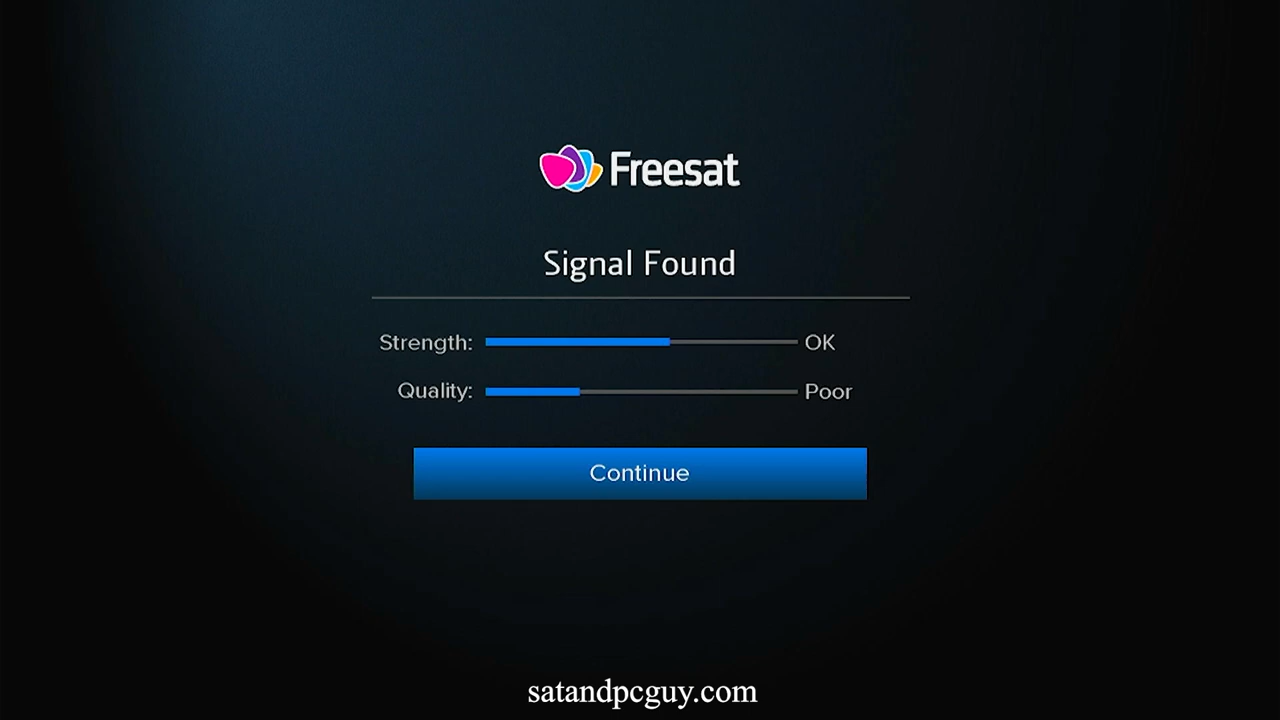 Freesat
Signal Found
Strength: OK
Quality: Poor
Continue
satandpcguy.com